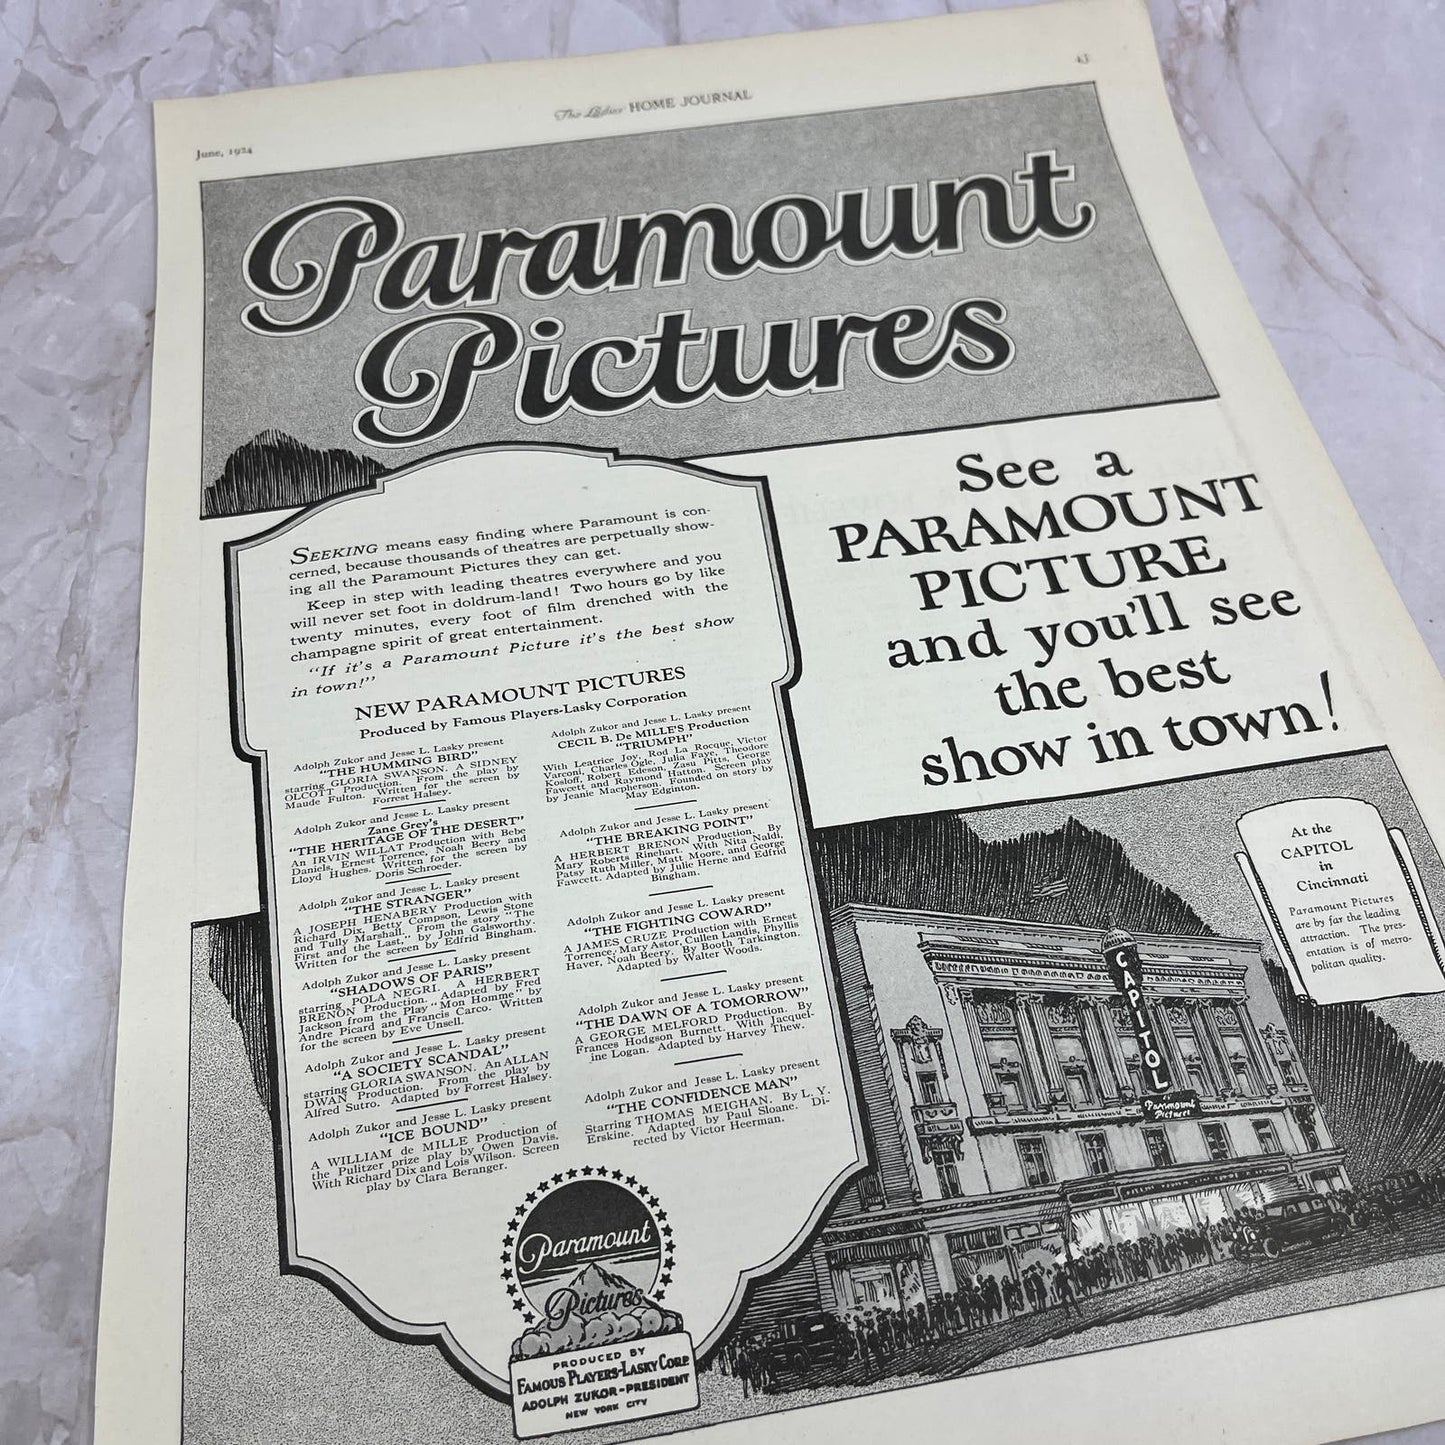 June, 1924
The Ladies' HOME JOURNAL
43
Paramount
Pictures
SEEKING means easy finding where Paramount is con-
cerned, because thousands of theatres are perpetually show-
ing all the Paramount Pictures they can get.
Keep in step with leading theatres everywhere and you
will never set foot in doldrum-land! Two hours go by like
twenty minutes, every foot of film drenched with the
champagne spirit of great entertainment.
"If it's a Paramount Picture it's the best show
in town!"
NEW PARAMOUNT PICTURES
Produced by Famous Players-Lasky Corporation
Adolph Zukor and Jesse L. Lasky present
"THE HUMMING BIRD"
starring GLORIA SWANSON. A SIDNEY
OLCOTT Production. From the play by
Maude Fulton. Written for the screen by
Forrest Halsey.
Adolph Zukor and Jesse L. Lasky present
Zane Grey's
"THE HERITAGE OF THE DESERT"
An IRVIN WILLAT Production with Bebe
Daniels, Ernest Torrence, Noah Beery and
Lloyd Hughes. Written for the screen by
Doris Schroeder.
Adolph Zukor and Jesse L. Lasky present
"THE STRANGER"
A JOSEPH HENABERY Production with
Richard Dix, Betty Compson, Lewis Stone
and Tully Marshall. From the story "The
First and the Last," by John Galsworthy.
Written for the screen by Edfrid Bingham.
Adolph Zukor and Jesse L. Lasky present
"SHADOWS OF PARIS"
starring POLA NEGRI. A HERBERT
BRENON Production. Adapted by Fred
Jackson from the Play "Mon Homme" by
Andre Picard and Francis Carco. Written
for the screen by Eve Unsell.
Adolph Zukor and Jesse L. Lasky present
"A SOCIETY SCANDAL"
starring GLORIA SWANSON. An ALLAN
DWAN Production. From the play by
Alfred Sutro. Adapted by Forrest Halsey.
Adolph Zukor and Jesse L. Lasky present
"ICE BOUND"
A WILLIAM de MILLE Production of
the Pulitzer prize play by Owen Davis.
With Richard Dix and Lois Wilson. Screen
play by Clara Beranger.
Adolph Zukor and Jesse L. Lasky present
CECIL B. De MILLE'S Production
"TRIUMPH"
With Leatrice Joy, Rod La Rocque, Victor
Varconi, Charles Ogle, Julia Faye, Theodore
Kosloff, Robert Edeson, Zasu Pitts, George
Fawcett and Raymond Hatton. Screen play
by Jeanie Macpherson. Founded on story by
May Edginton.
Adolph Zukor and Jesse L. Lasky present
"THE BREAKING POINT"
A HERBERT BRENON Production. By
Mary Roberts Rinehart. With Nita Naldi,
Patsy Ruth Miller, Matt Moore, and George
Fawcett. Adapted by Julie Herne and Edfrid
Bingham.
Adolph Zukor and Jesse L. Lasky present
"THE FIGHTING COWARD"
A JAMES CRUZE Production with Ernest
Torrence, Mary Astor, Cullen Landis, Phyllis
Haver, Noah Beery. By Booth Tarkington.
Adapted by Walter Woods.
Adolph Zukor and Jesse L. Lasky present
"THE DAWN OF A TOMORROW"
A GEORGE MELFORD Production. By
Frances Hodgson Burnett. With Jacquel-
ine Logan. Adapted by Harvey Thew.
Adolph Zukor and Jesse L. Lasky present
"THE CONFIDENCE MAN"
Starring THOMAS MEIGHAN. By L. Y.
Erskine. Adapted by Paul Sloane. Di-
rected by Victor Heerman.
See a
PARAMOUNT
PICTURE
and you'll see
the best
show in town!
At the
CAPITOL
in
Cincinnati
Paramount Pictures
are by far the leading
attraction. The pres-
entation is of metro-
politan quality.
CAPITOL
Paramount
Pictures
Paramount
Pictures
PRODUCED BY
FAMOUS PLAYERS-LASKY CORP.
ADOLPH ZUKOR-PRESIDENT
NEW YORK CITY